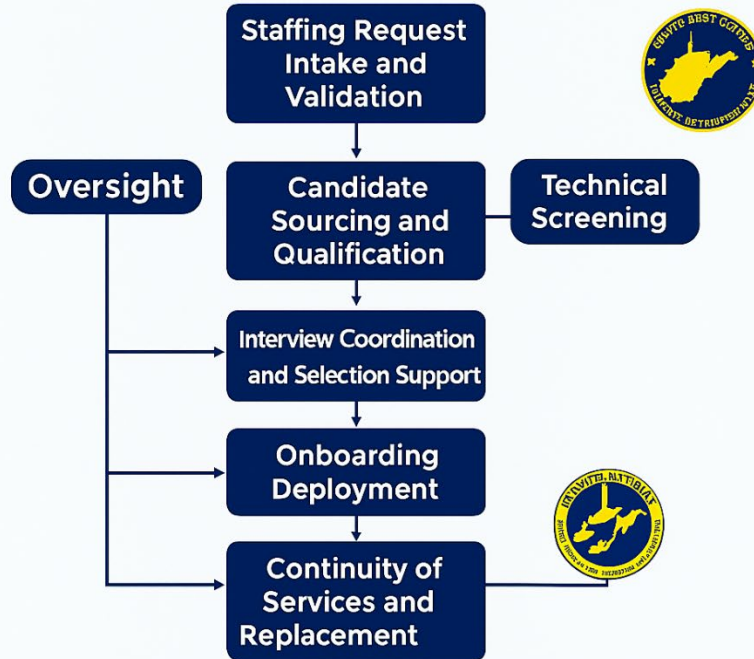 Staffing Request
Intake and
Validation
Oversight
Candidate
Sourcing and
Qualification
Technical
Screening
Interview Coordination
and Selection Support
Onboarding
Deployment
Continuity of
Services and
Replacement